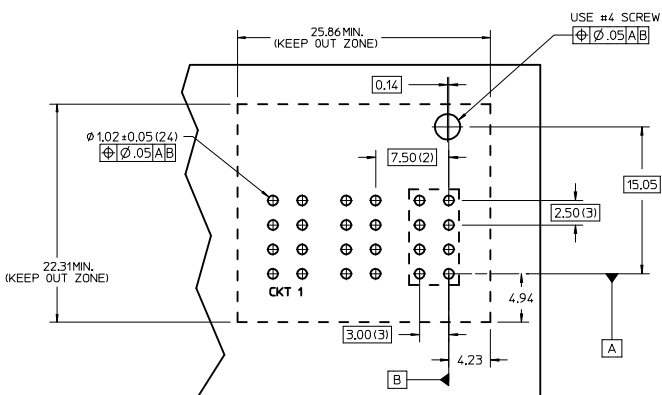 USE #4 SCREW
⌖ Ø.05 A B
25.86 MIN.
(KEEP OUT ZONE)
0.14
Ø1.02±0.05 (24)
⌖ Ø.05 A B
7.50 (2)
15.05
2.50 (3)
22.31 MIN.
(KEEP OUT ZONE)
CKT 1
4.94
3.00 (3)
4.23
A
B